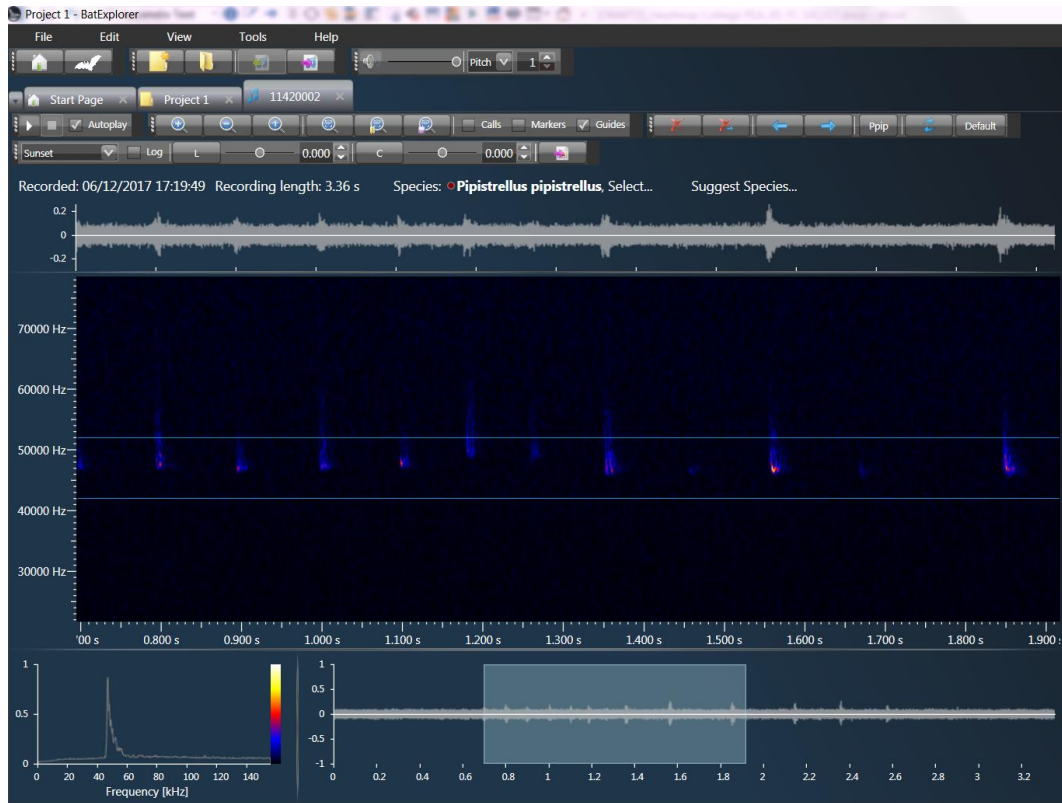 Project 1 - BatExplorer
File Edit View Tools Help
Pitch 1
Start Page Project 1 11420002
Autoplay Calls Markers Guides Ppip Default
Sunset Log L 0.000 C 0.000
Recorded: 06/12/2017 17:19:49 Recording length: 3.36 s Species: Pipistrellus pipistrellus, Select... Suggest Species...
0.2
0
-0.2
70000 Hz
60000 Hz
50000 Hz
40000 Hz
30000 Hz
'00 s 0.800 s 0.900 s 1.000 s 1.100 s 1.200 s 1.300 s 1.400 s 1.500 s 1.600 s 1.700 s 1.800 s 1.900
1
0.5
0
0 20 40 60 80 100 120 140
Frequency [kHz]
1
0.5
0
-0.5
-1
0 0.2 0.4 0.6 0.8 1 1.2 1.4 1.6 1.8 2 2.2 2.4 2.6 2.8 3 3.2